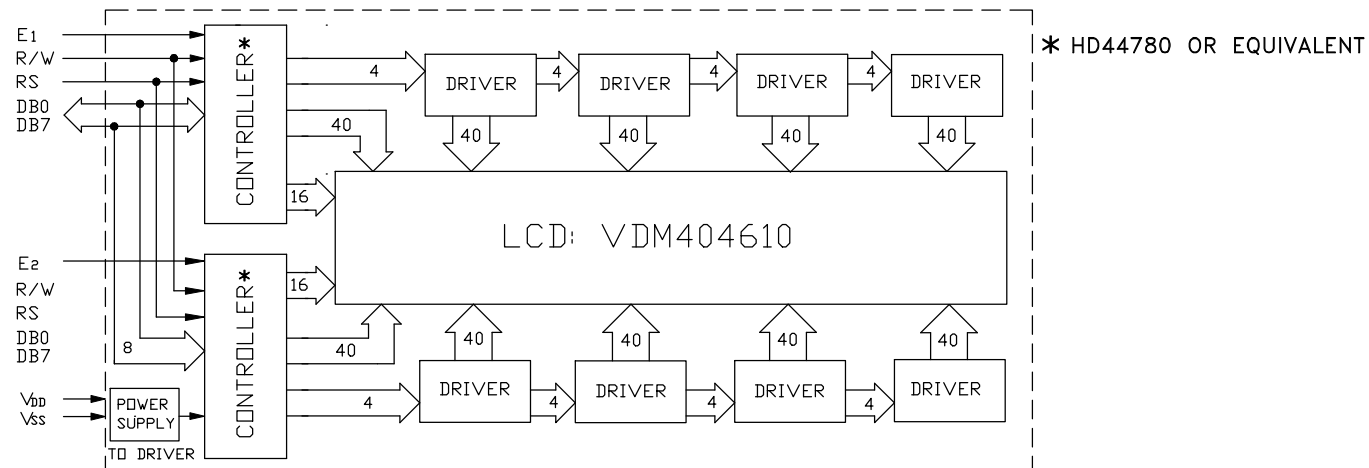 E1
R/W
RS
DB0
DB7
CONTROLLER*
* HD44780 OR EQUIVALENT
4
DRIVER
4
DRIVER
4
DRIVER
4
DRIVER
40
40
40
40
40
16
LCD: VDM404610
E2
R/W
RS
DB0
DB7
8
CONTROLLER*
16
40
40
40
40
40
4
DRIVER
4
DRIVER
4
DRIVER
4
DRIVER
VDD
VSS
POWER
SUPPLY
TO DRIVER